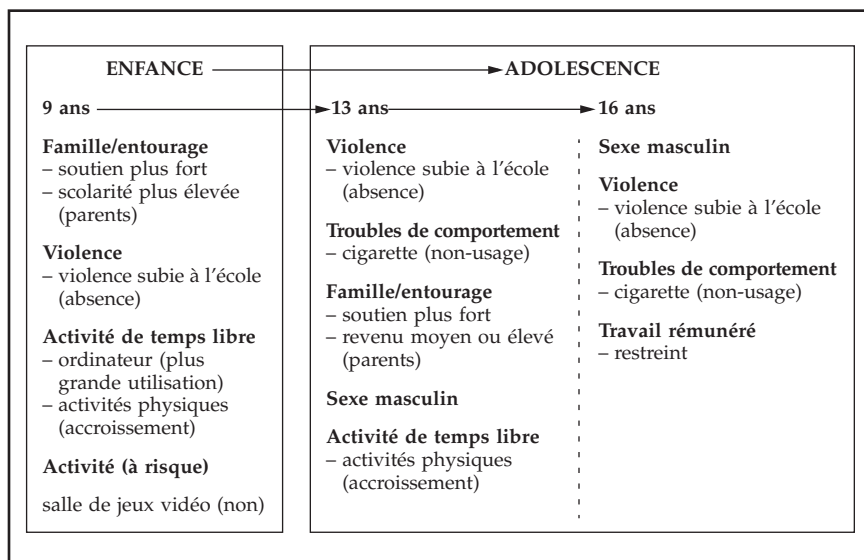 ENFANCE
ADOLESCENCE
9 ans
13 ans
16 ans
Famille/entourage
– soutien plus fort
– scolarité plus élevée
(parents)
Violence
– violence subie à l'école
(absence)
Activité de temps libre
– ordinateur (plus
grande utilisation)
– activités physiques
(accroissement)
Activité (à risque)
salle de jeux vidéo (non)
Violence
– violence subie à l'école
(absence)
Troubles de comportement
– cigarette (non-usage)
Famille/entourage
– soutien plus fort
– revenu moyen ou élevé
(parents)
Sexe masculin
Activité de temps libre
– activités physiques
(accroissement)
Sexe masculin
Violence
– violence subie à l'école
(absence)
Troubles de comportement
– cigarette (non-usage)
Travail rémunéré
– restreint